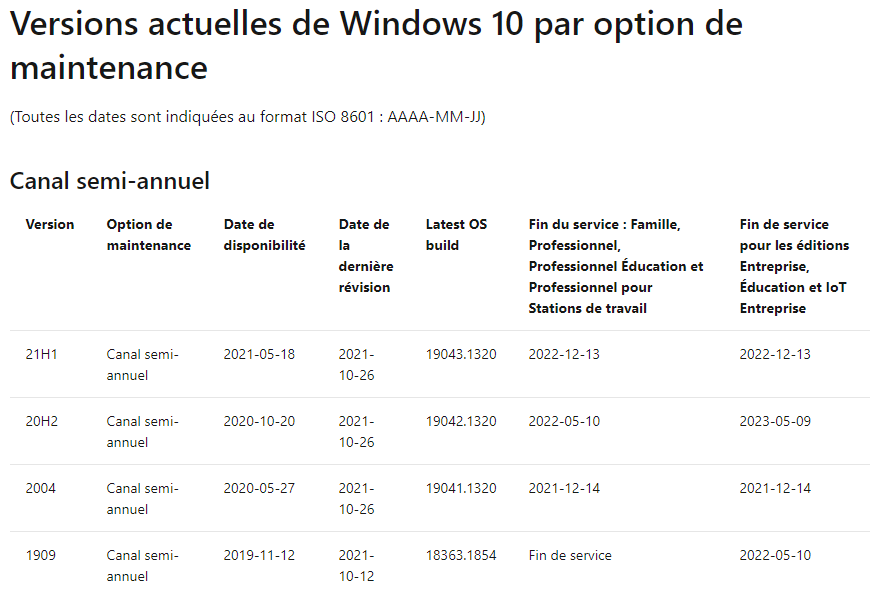 Versions actuelles de Windows 10 par option de
maintenance
(Toutes les dates sont indiquées au format ISO 8601 : AAAA-MM-JJ)
Canal semi-annuel
Version
Option de
maintenance
Date de
disponibilité
Date de
la
dernière
révision
Latest OS
build
Fin du service : Famille,
Professionnel,
Professionnel Éducation et
Professionnel pour
Stations de travail
Fin de service
pour les éditions
Entreprise,
Éducation et IoT
Entreprise
21H1
Canal semi-
annuel
2021-05-18
2021-
10-26
19043.1320
2022-12-13
2022-12-13
20H2
Canal semi-
annuel
2020-10-20
2021-
10-26
19042.1320
2022-05-10
2023-05-09
2004
Canal semi-
annuel
2020-05-27
2021-
10-26
19041.1320
2021-12-14
2021-12-14
1909
Canal semi-
annuel
2019-11-12
2021-
10-12
18363.1854
Fin de service
2022-05-10